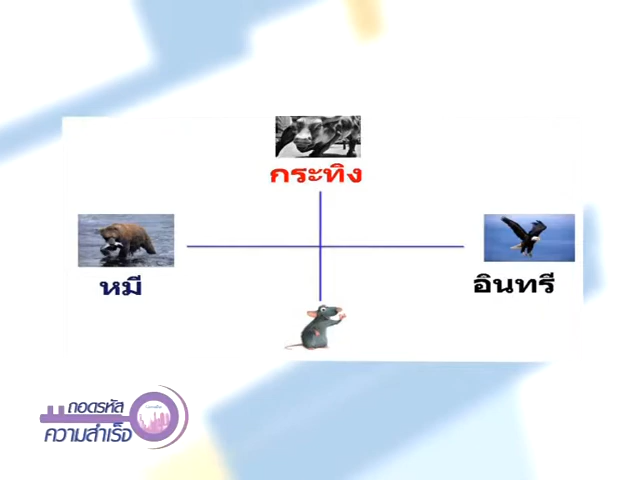 กระทิง
หมี
อินทรี
ถอดรหัส
ความสำเร็จ